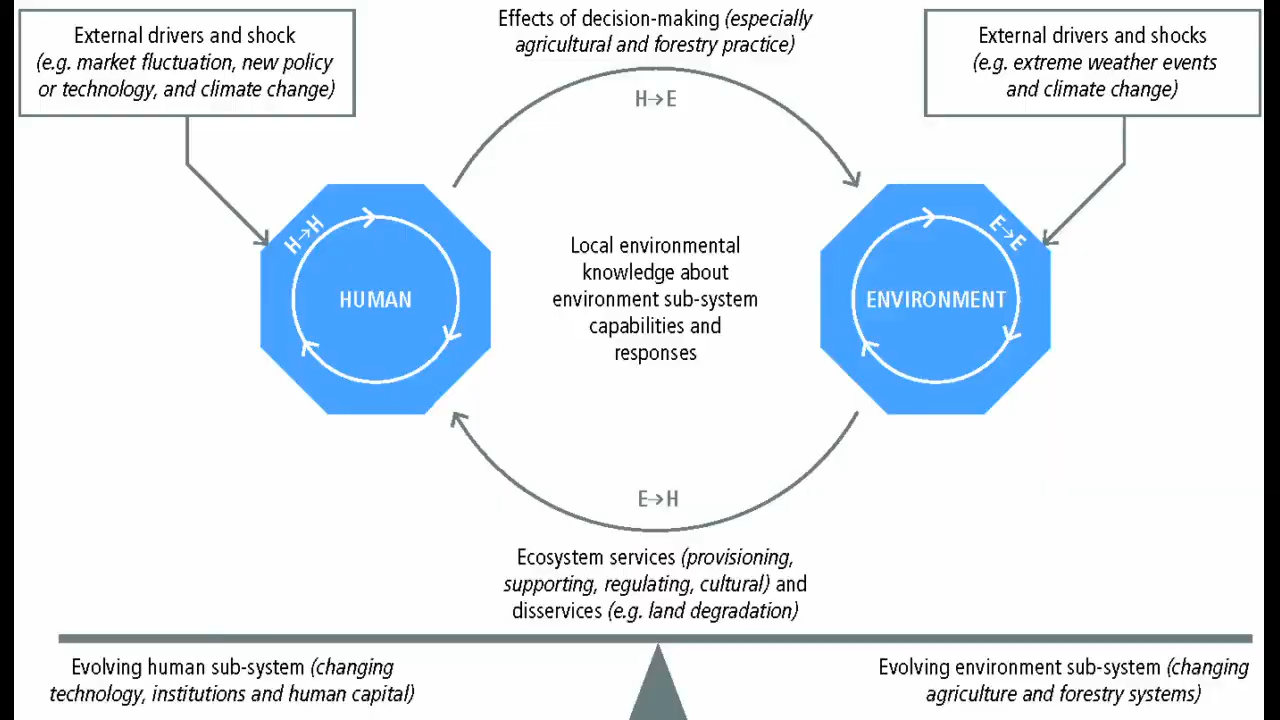 External drivers and shock
(e.g. market fluctuation, new policy
or technology, and climate change)
Effects of decision-making (especially
agricultural and forestry practice)
External drivers and shocks
(e.g. extreme weather events
and climate change)
H→E
H→H
HUMAN
Local environmental
knowledge about
environment sub-system
capabilities and
responses
E→E
ENVIRONMENT
E→H
Ecosystem services (provisioning,
supporting, regulating, cultural) and
disservices (e.g. land degradation)
Evolving human sub-system (changing
technology, institutions and human capital)
Evolving environment sub-system (changing
agriculture and forestry systems)